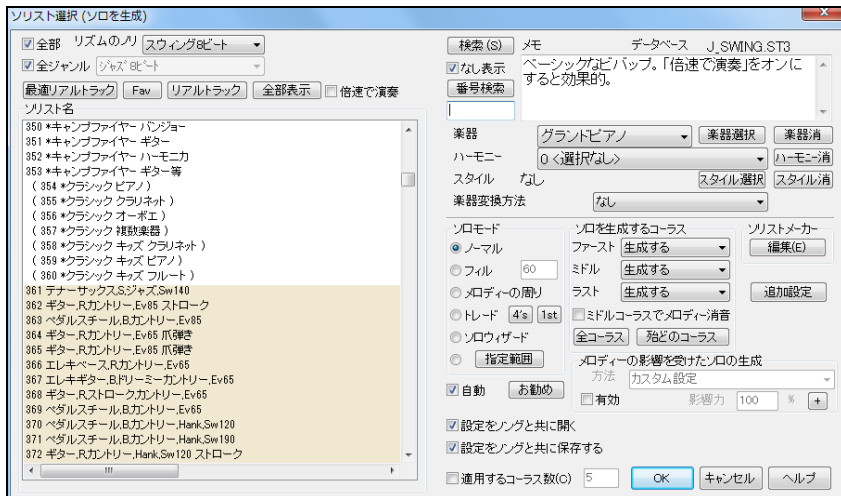 ソリスト選択 (ソロを生成)
全部 リズムのノリ スウィング8ビート
全ジャンル ジャズ 8ビート
最適リアルトラック Fav リアルトラック 全部表示 倍速で演奏
ソリスト名
350 *キャンプファイヤー バンジョー
351 *キャンプファイヤー ギター
352 *キャンプファイヤー ハーモニカ
353 *キャンプファイヤー ギター等
( 354 *クラシック ピアノ )
( 355 *クラシック クラリネット )
( 356 *クラシック オーボエ )
( 357 *クラシック 複数楽器 )
( 358 *クラシック キッズ クラリネット )
( 359 *クラシック キッズ ピアノ )
( 360 *クラシック キッズ フルート )
361 テナーサックス,S,ジャズ,Sw140
362 ギター,R,カントリー,Ev85 ストローク
363 ペダルスチール,B,カントリー,Ev85
364 ギター,R,カントリー,Ev65 爪弾き
365 ギター,R,カントリー,Ev85 爪弾き
366 エレキベース,R,カントリー,Ev65
367 エレキギター,B,ドリーミーカントリー,Ev65
368 ギター,R,ストローク,カントリー,Ev65
369 ペダルスチール,B,カントリー,Ev65
370 ペダルスチール,B,カントリー,Hank,Sw120
371 ペダルスチール,B,カントリー,Hank,Sw190
372 ギター,R,カントリー,Hank,Sw120 ストローク
検索 (S) メモ データベース J_SWING.ST3
なし表示
番号検索
ベーシックなビバップ。「倍速で演奏」をオンに
すると効果的。
楽器 グランドピアノ 楽器選択 楽器消
ハーモニー 0 <選択なし> ハーモニー消
スタイル なし スタイル選択 スタイル消
楽器変換方法 なし
ソロモード
ノーマル
フィル 60
メロディーの周り
トレード 4's 1st
ソロウィザード
指定範囲
自動 お勧め
ソロを生成するコーラス
ファースト 生成する
ミドル 生成する
ラスト 生成する
ミドルコーラスでメロディー消音
全コーラス 殆どのコーラス
ソリストメーカー
編集(E)
追加設定
メロディーの影響を受けたソロの生成
方法 カスタム設定
有効 影響力 100 % +
設定をソングと共に開く
設定をソングと共に保存する
適用するコーラス数(C) 5 OK キャンセル ヘルプ